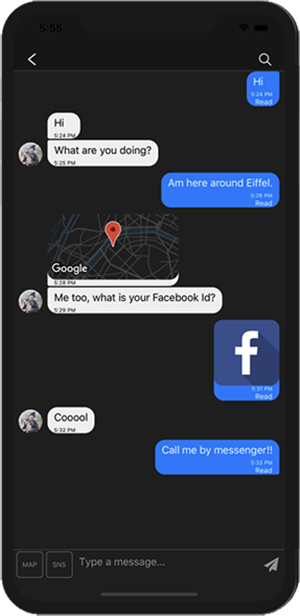 5:55
Hi
5:24 PM
Read
Hi
5:24 PM
What are you doing?
5:25 PM
Am here around Eiffel.
5:26 PM
Read
Google
5:28 PM
Me too, what is your Facebook Id?
5:29 PM
f
5:31 PM
Read
Cooool
5:32 PM
Call me by messenger!!
5:33 PM
Read
MAP SNS Type a message...